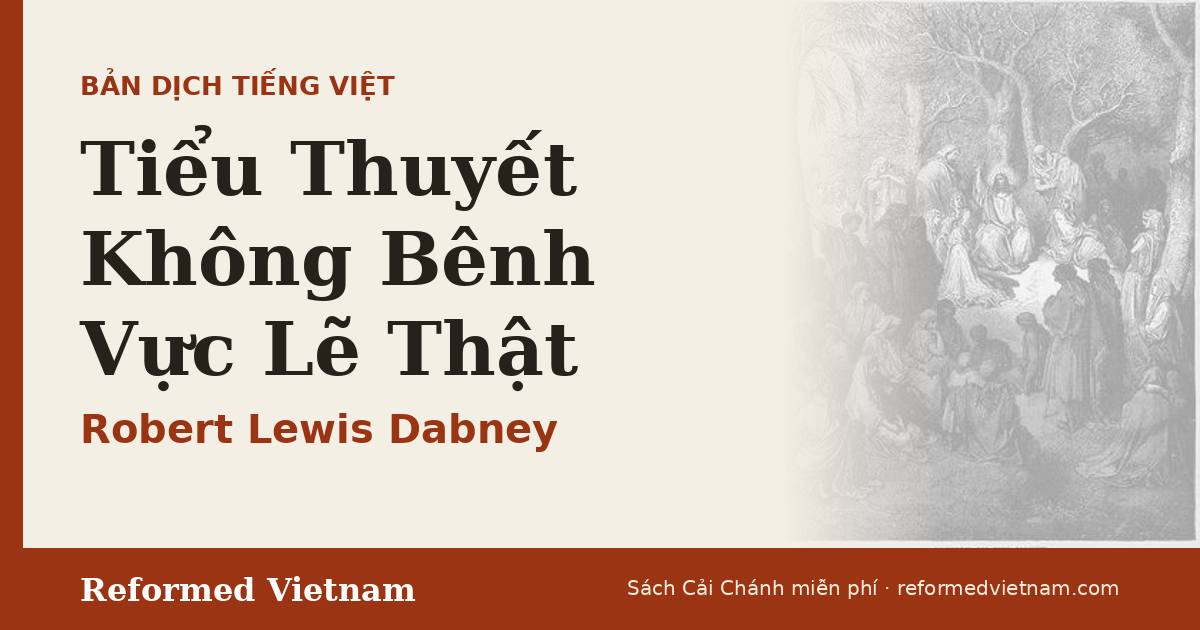 BẢN DỊCH TIẾNG VIỆT
Tiểu Thuyết
Không Bênh
Vực Lẽ Thật
Robert Lewis Dabney
Reformed Vietnam
Sách Cải Chánh miễn phí · reformedvietnam.com